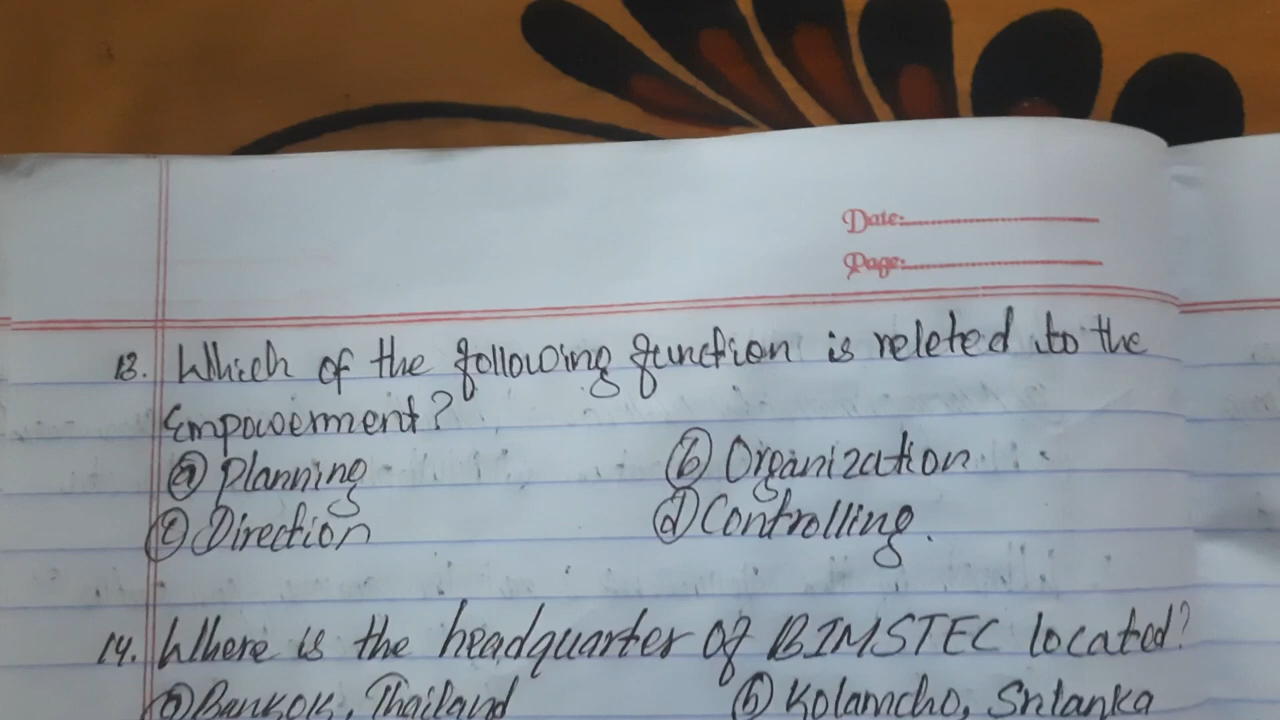 Date:
Page:
13. Which of the following function is releted to the
Empowerment?
(a) Planning (b) Organization
(c) Direction (d) Controlling.
14. Where is the headquarter of BIMSTEC located?
(a) Bankok, Thailand (b) Kolamcho, Srilanka